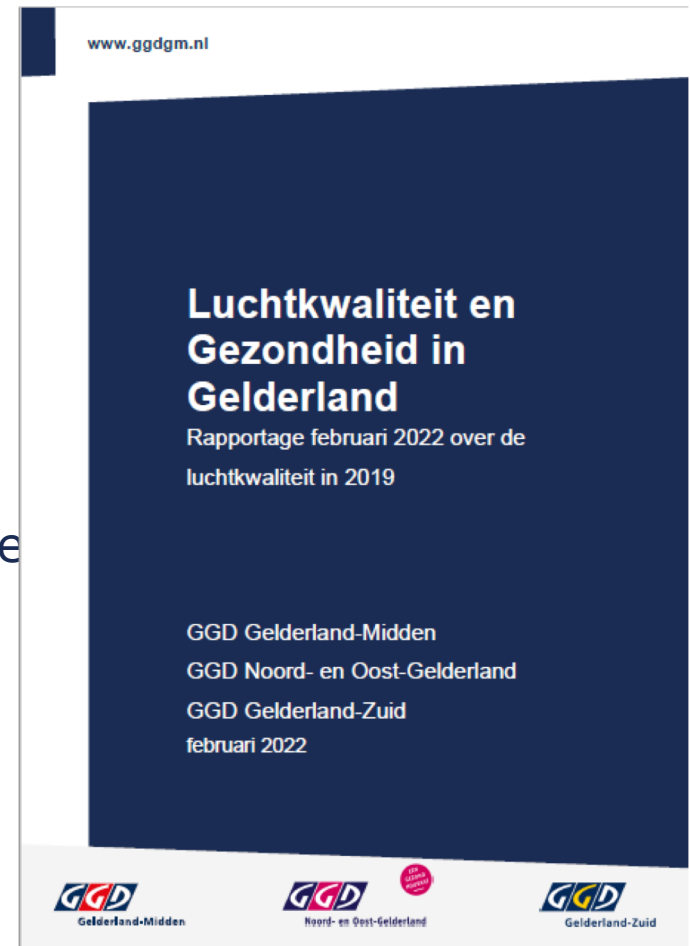 www.ggdgm.nl
Luchtkwaliteit en
Gezondheid in
Gelderland
Rapportage februari 2022 over de
luchtkwaliteit in 2019
e
GGD Gelderland-Midden
GGD Noord- en Oost-Gelderland
GGD Gelderland-Zuid
februari 2022
GGD
Gelderland-Midden
GGD
Noord- en Oost-Gelderland
GGD
Gelderland-Zuid